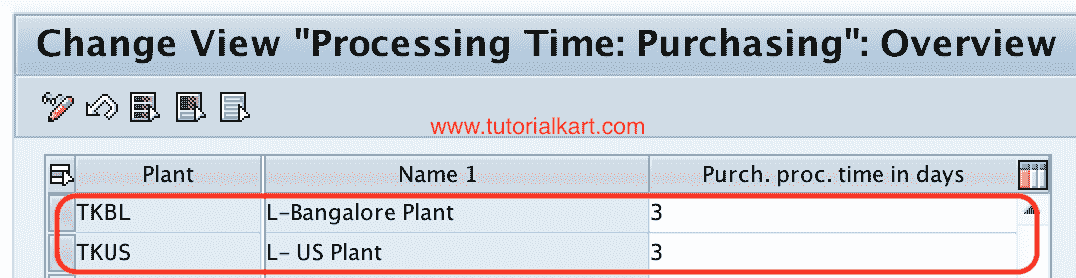 Change View "Processing Time: Purchasing": Overview
www.tutorialkart.com
Plant Name 1 Purch. proc. time in days
TKBL L-Bangalore Plant 3
TKUS L- US Plant 3